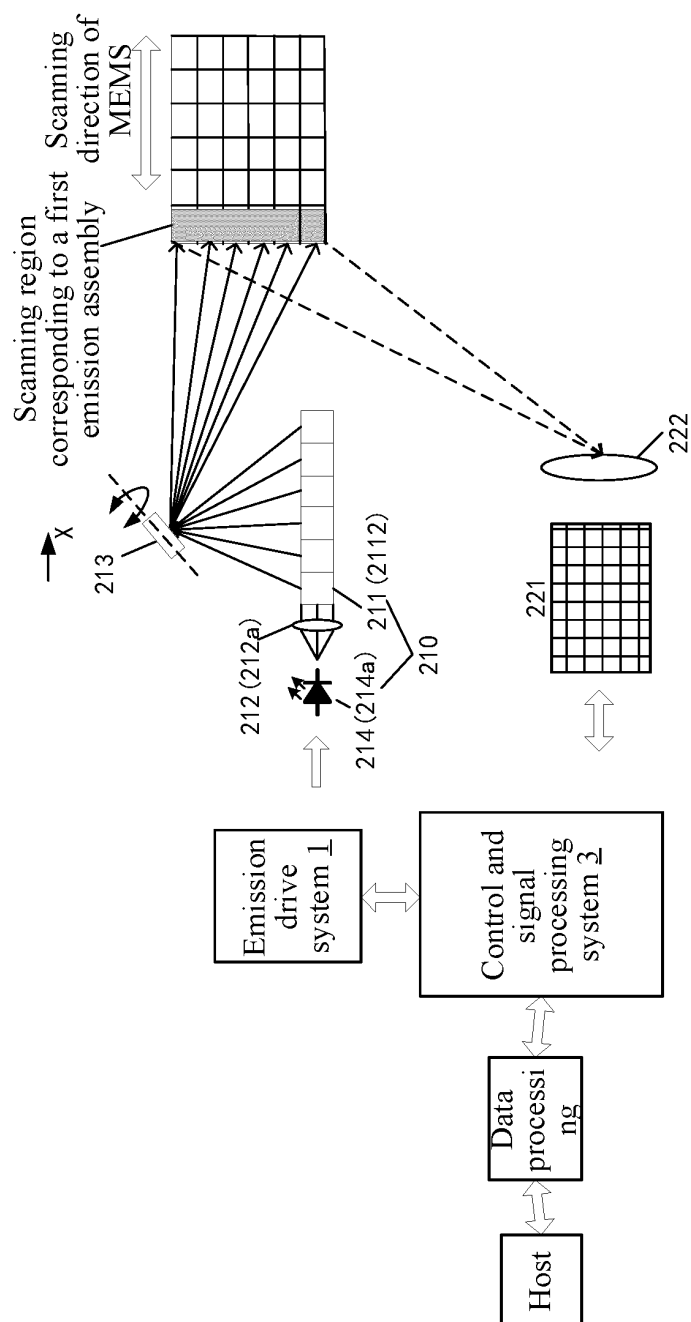 Scanning region
corresponding to a first
emission assembly
Scanning
direction of
MEMS
X
213
212 (212a)
211 (2112)
214 (214a)
210
221
222
Emission
drive
system 1
Control and
signal
processing
system 3
Data
processi
ng
Host